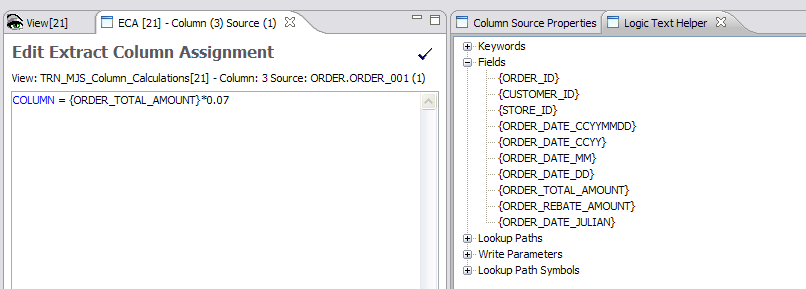 View[21]
ECA [21] - Column (3) Source (1)
Edit Extract Column Assignment
View: TRN_MJS_Column_Calculations[21] - Column: 3 Source: ORDER.ORDER_001 (1)
COLUMN = {ORDER_TOTAL_AMOUNT}*0.07
Column Source Properties
Logic Text Helper
Keywords
Fields
{ORDER_ID}
{CUSTOMER_ID}
{STORE_ID}
{ORDER_DATE_CCYYMMDD}
{ORDER_DATE_CCYY}
{ORDER_DATE_MM}
{ORDER_DATE_DD}
{ORDER_TOTAL_AMOUNT}
{ORDER_REBATE_AMOUNT}
{ORDER_DATE_JULIAN}
Lookup Paths
Write Parameters
Lookup Path Symbols